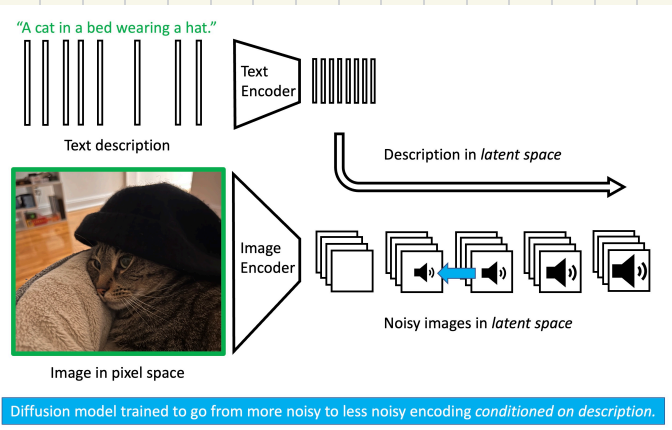 “A cat in a bed wearing a hat.”
Text
Encoder
Text description
Description in latent space
Image
Encoder
Noisy images in latent space
Image in pixel space
Diffusion model trained to go from more noisy to less noisy encoding conditioned on description.